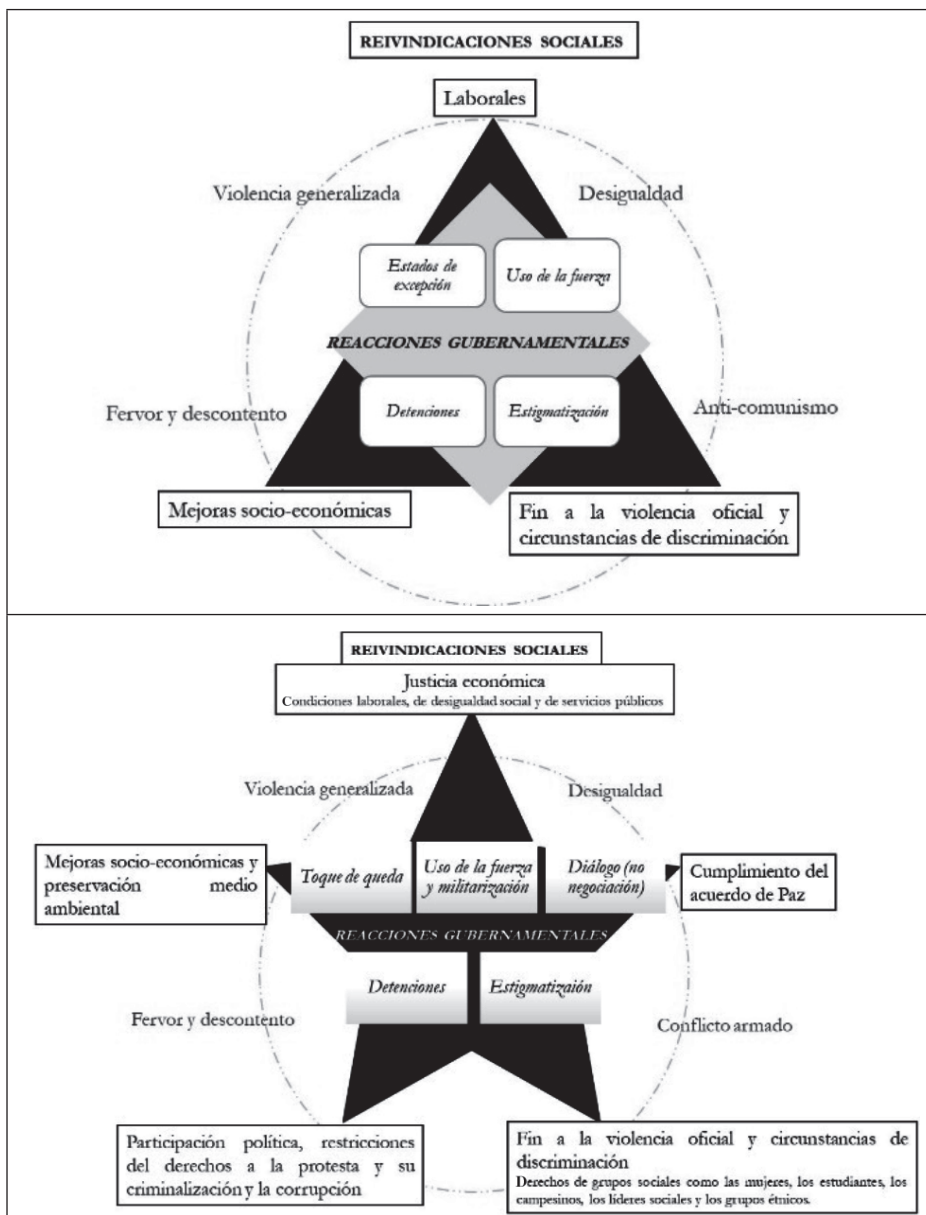 REIVINDICACIONES SOCIALES
Laborales
Violencia generalizada
Desigualdad
Estados de
excepción
Uso de la fuerza
REACCIONES GUBERNAMENTALES
Fervor y descontento
Detenciones
Estigmatización
Anti-comunismo
Mejoras socio-económicas
Fin a la violencia oficial y
circunstancias de discriminación
REIVINDICACIONES SOCIALES
Justicia económica
Condiciones laborales, de desigualdad social y de servicios públicos
Violencia generalizada
Desigualdad
Mejoras socio-económicas y
preservación medio
ambiental
Toque de queda
Uso de la fuerza
y militarización
Diálogo (no
negociación)
Cumplimiento del
acuerdo de Paz
REACCIONES GUBERNAMENTALES
Detenciones
Estigmatizaión
Fervor y descontento
Conflicto armado
Participación política, restricciones
del derechos a la protesta y su
criminalización y la corrupción
Fin a la violencia oficial y circunstancias de
discriminación
Derechos de grupos sociales como las mujeres, los estudiantes, los
campesinos, los líderes sociales y los grupos étnicos.